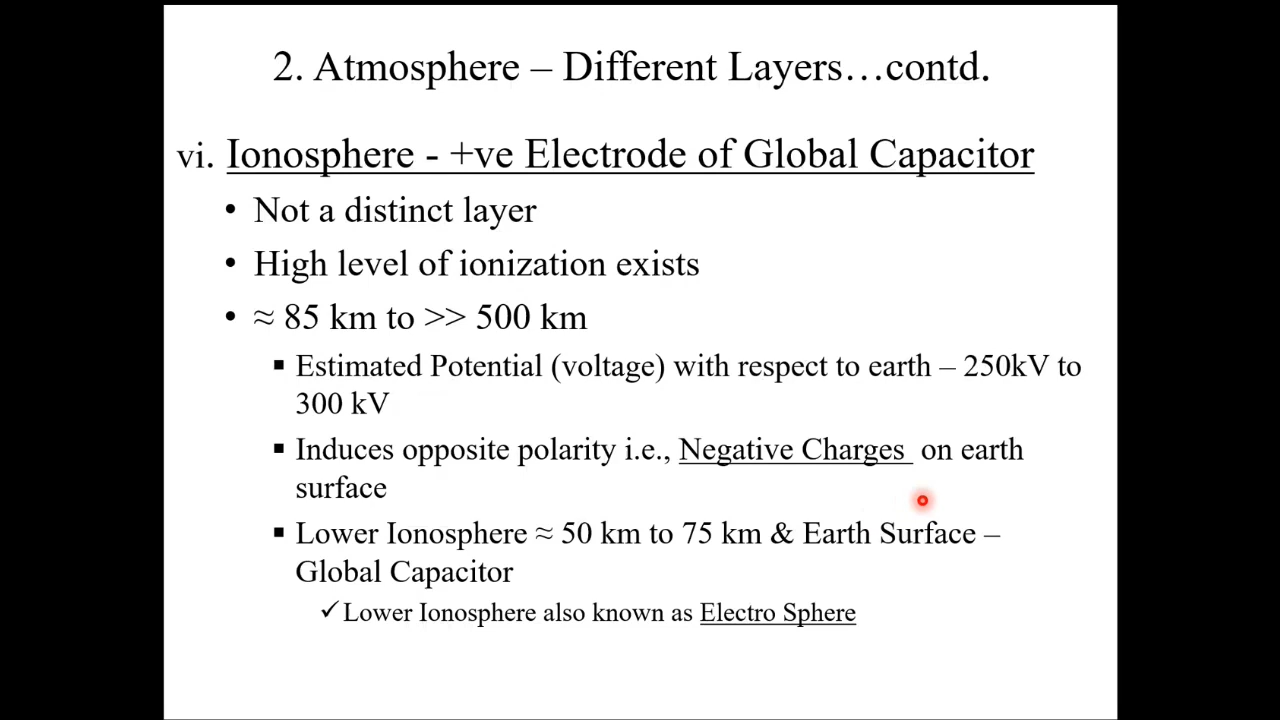 2. Atmosphere – Different Layers…contd.
vi. Ionosphere - +ve Electrode of Global Capacitor
• Not a distinct layer
• High level of ionization exists
• ≈ 85 km to >> 500 km
▪ Estimated Potential (voltage) with respect to earth – 250kV to
300 kV
▪ Induces opposite polarity i.e., Negative Charges on earth
surface
▪ Lower Ionosphere ≈ 50 km to 75 km & Earth Surface –
Global Capacitor
✓Lower Ionosphere also known as Electro Sphere